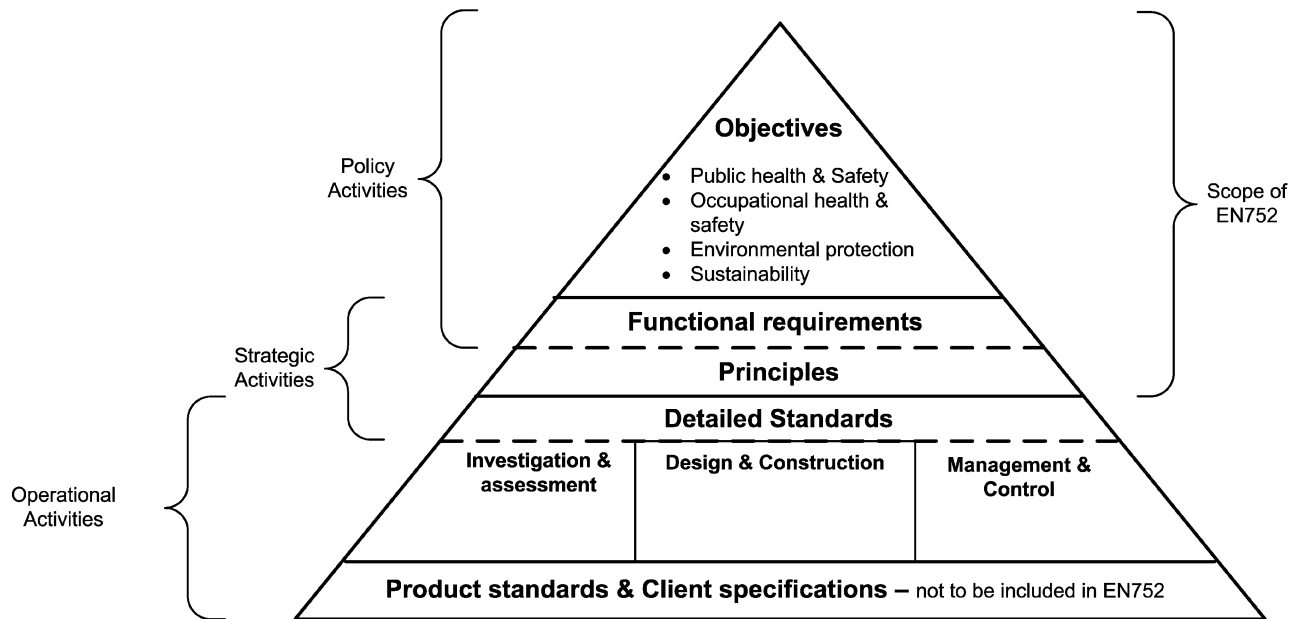 Objectives
• Public health & Safety
• Occupational health &
safety
• Environmental protection
• Sustainability
Policy
Activities
Scope of
EN752
Functional requirements
Strategic
Activities
Principles
Detailed Standards
Investigation &
assessment
Design & Construction
Management &
Control
Operational
Activities
Product standards & Client specifications – not to be included in EN752